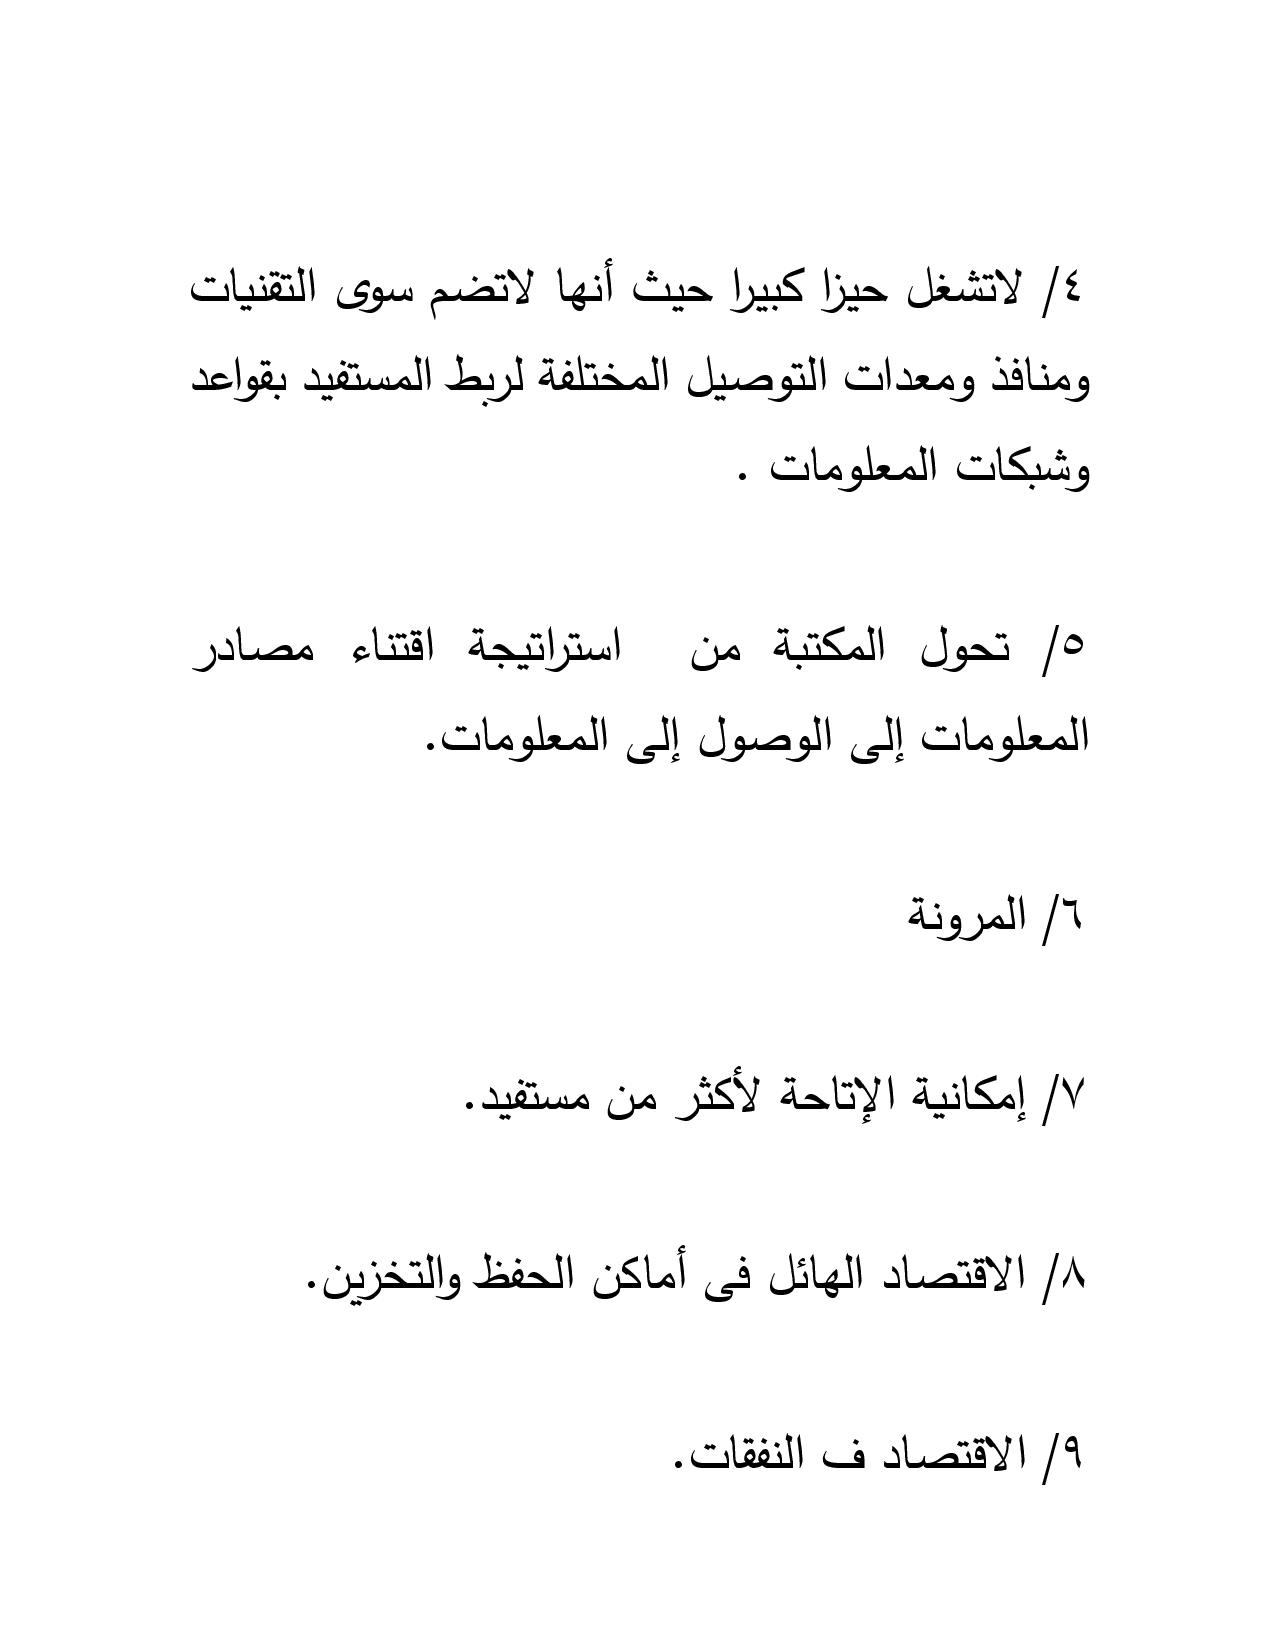 ٤/ لاتشغل حيزا كبيرا حيث أنها لاتضم سوى التقنيات
ومنافذ ومعدات التوصيل المختلفة لربط المستفيد بقواعد
وشبكات المعلومات .
٥/ تحول المكتبة من استراتيجة اقتناء مصادر
المعلومات إلى الوصول إلى المعلومات.
٦/ المرونة
٧/ إمكانية الإتاحة لأكثر من مستفيد.
٨/ الاقتصاد الهائل فى أماكن الحفظ والتخزين.
٩/ الاقتصاد ف النفقات.